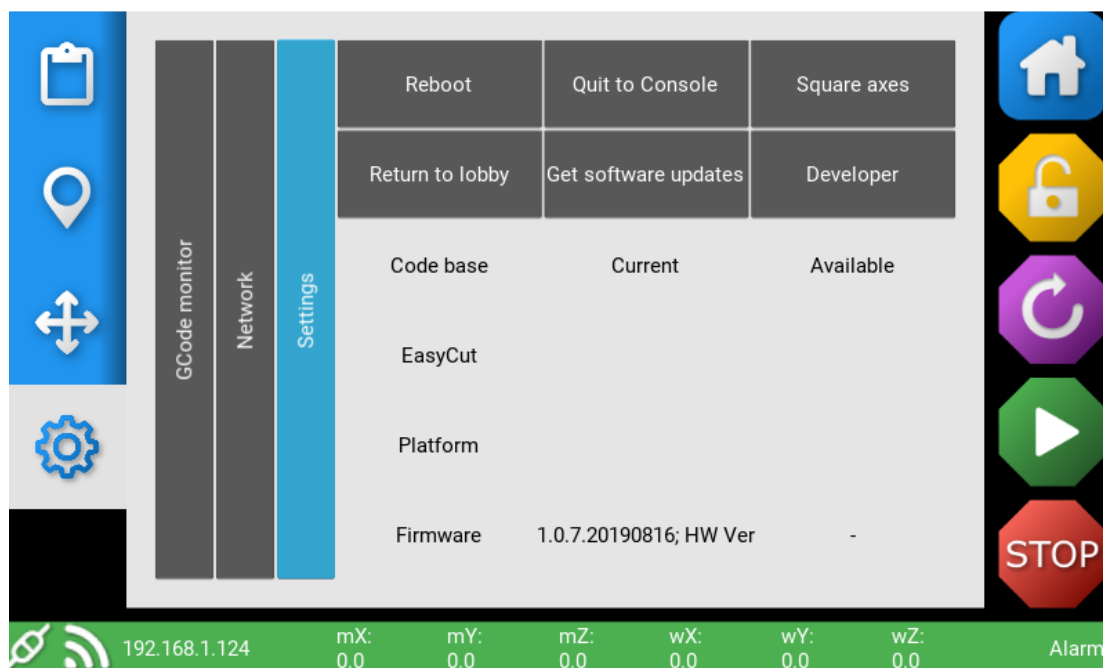 GCode monitor
Network
Settings
Reboot
Quit to Console
Square axes
Return to lobby
Get software updates
Developer
Code base
Current
Available
EasyCut
Platform
Firmware
1.0.7.20190816; HW Ver
-
STOP
192.168.1.124
mX:
0.0
mY:
0.0
mZ:
0.0
wX:
0.0
wY:
0.0
wZ:
0.0
Alarm